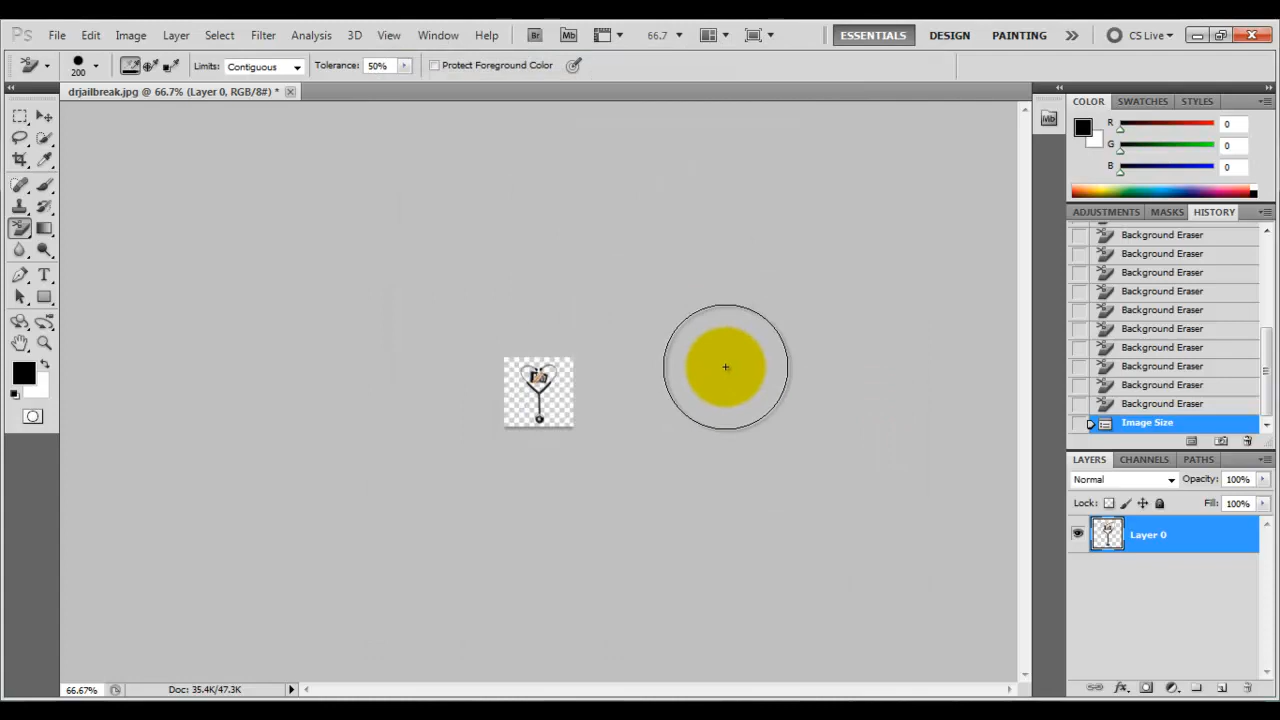 Ps File Edit Image Layer Select Filter Analysis 3D View Window Help Br Mb 66.7 ESSENTIALS DESIGN PAINTING CS Live
200 Limits: Contiguous Tolerance: 50% Protect Foreground Color
drjailbreak.jpg @ 66.7% (Layer 0, RGB/8#) *
Mb
COLOR SWATCHES STYLES
R 0
G 0
B 0
ADJUSTMENTS MASKS HISTORY
Background Eraser
Background Eraser
Background Eraser
Background Eraser
Background Eraser
Background Eraser
Background Eraser
Background Eraser
Background Eraser
Background Eraser
Image Size
LAYERS CHANNELS PATHS
Normal Opacity: 100%
Lock: Fill: 100%
Layer 0
66.67% Doc: 35.4K/47.3K